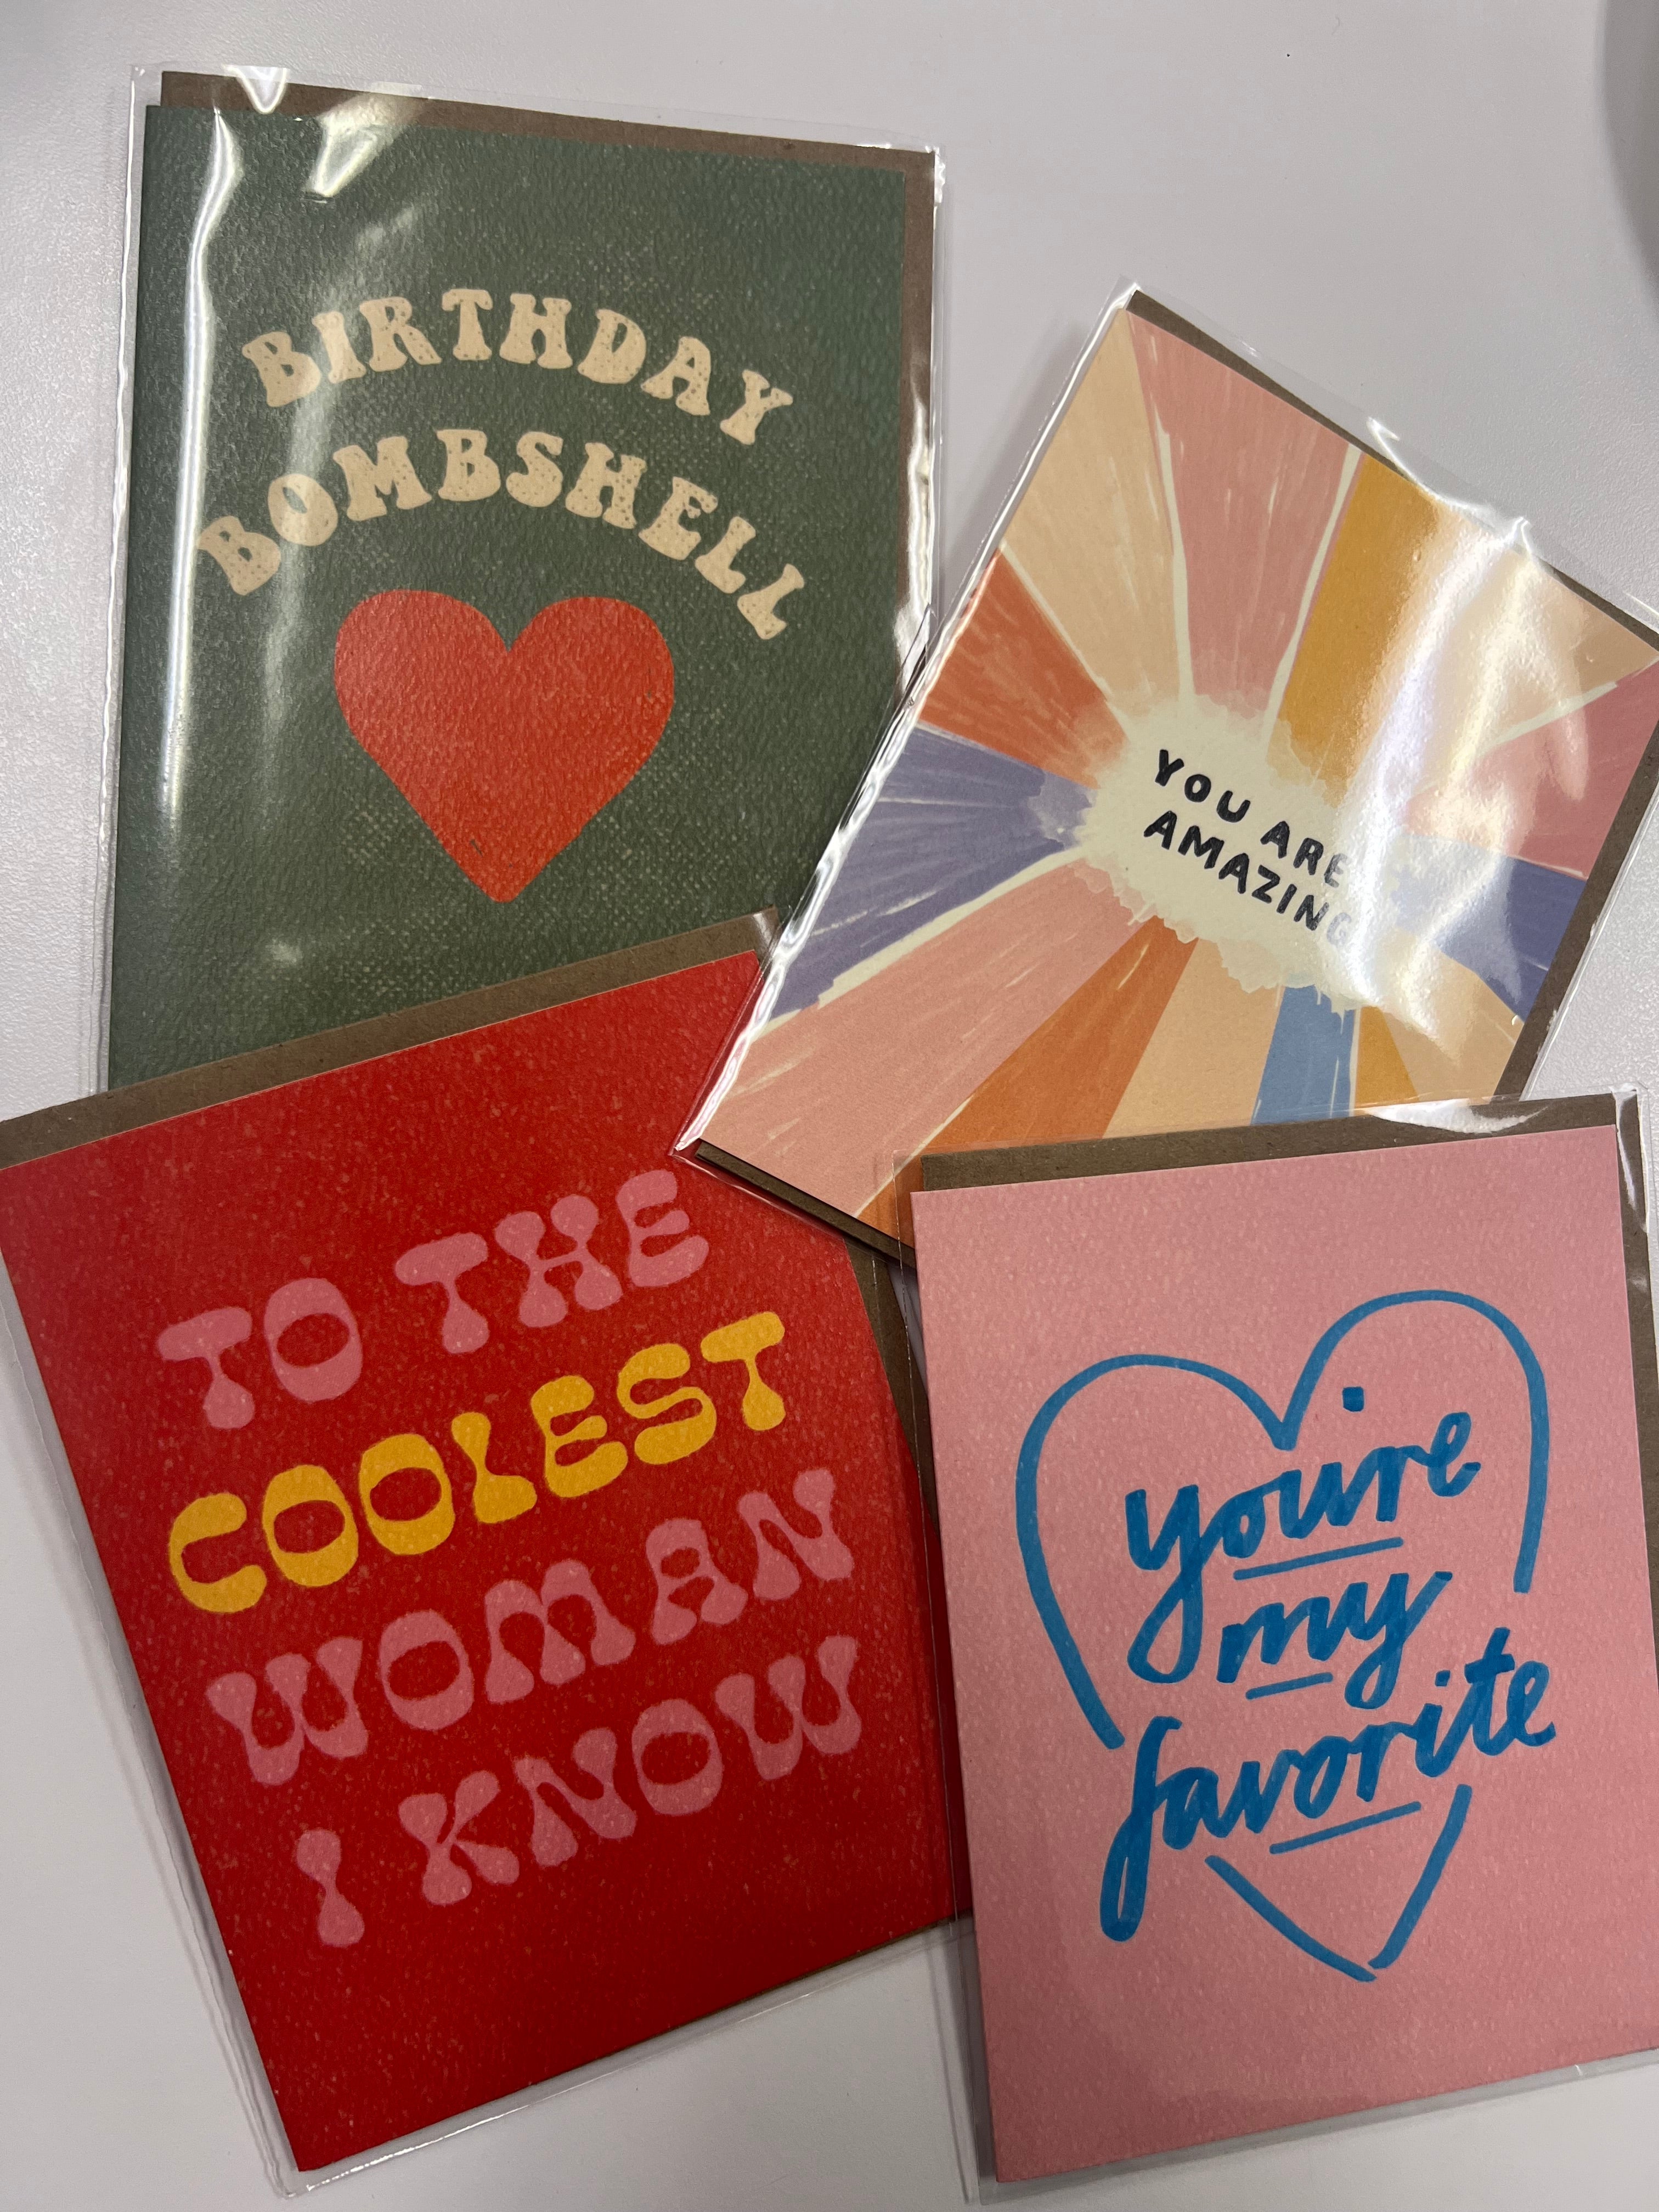 BIRTHDAY
BOMBSHELL
YOU ARE
AMAZING
TO THE
COOLEST
WOMAN
I KNOW
you're
my
favorite